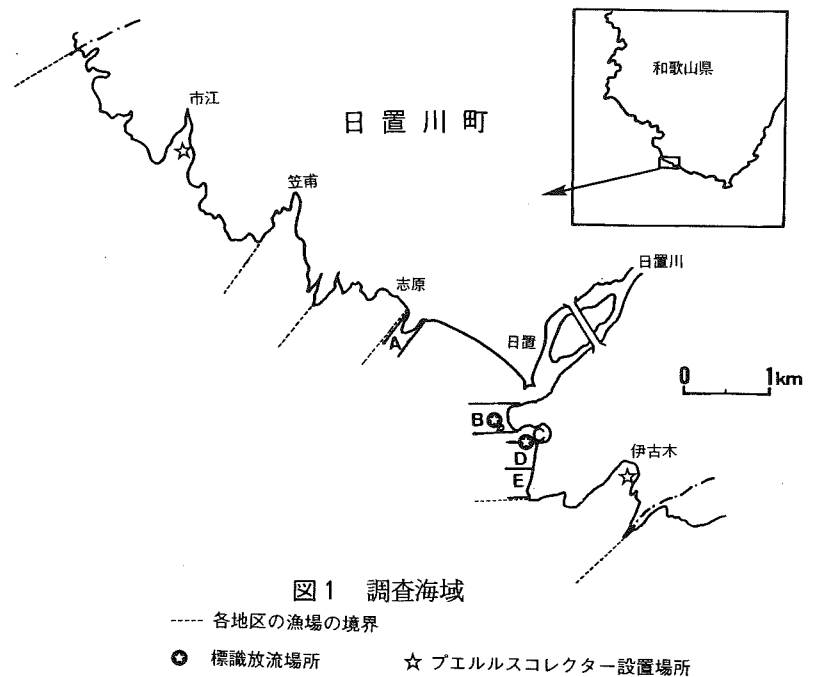 市江
日置川町
和歌山県
笠甫
志原
日置川
日置
A
0 1km
B
C
D
E
伊古木
図1 調査海域
各地区の漁場の境界
標識放流場所
プエルルスコレクター設置場所